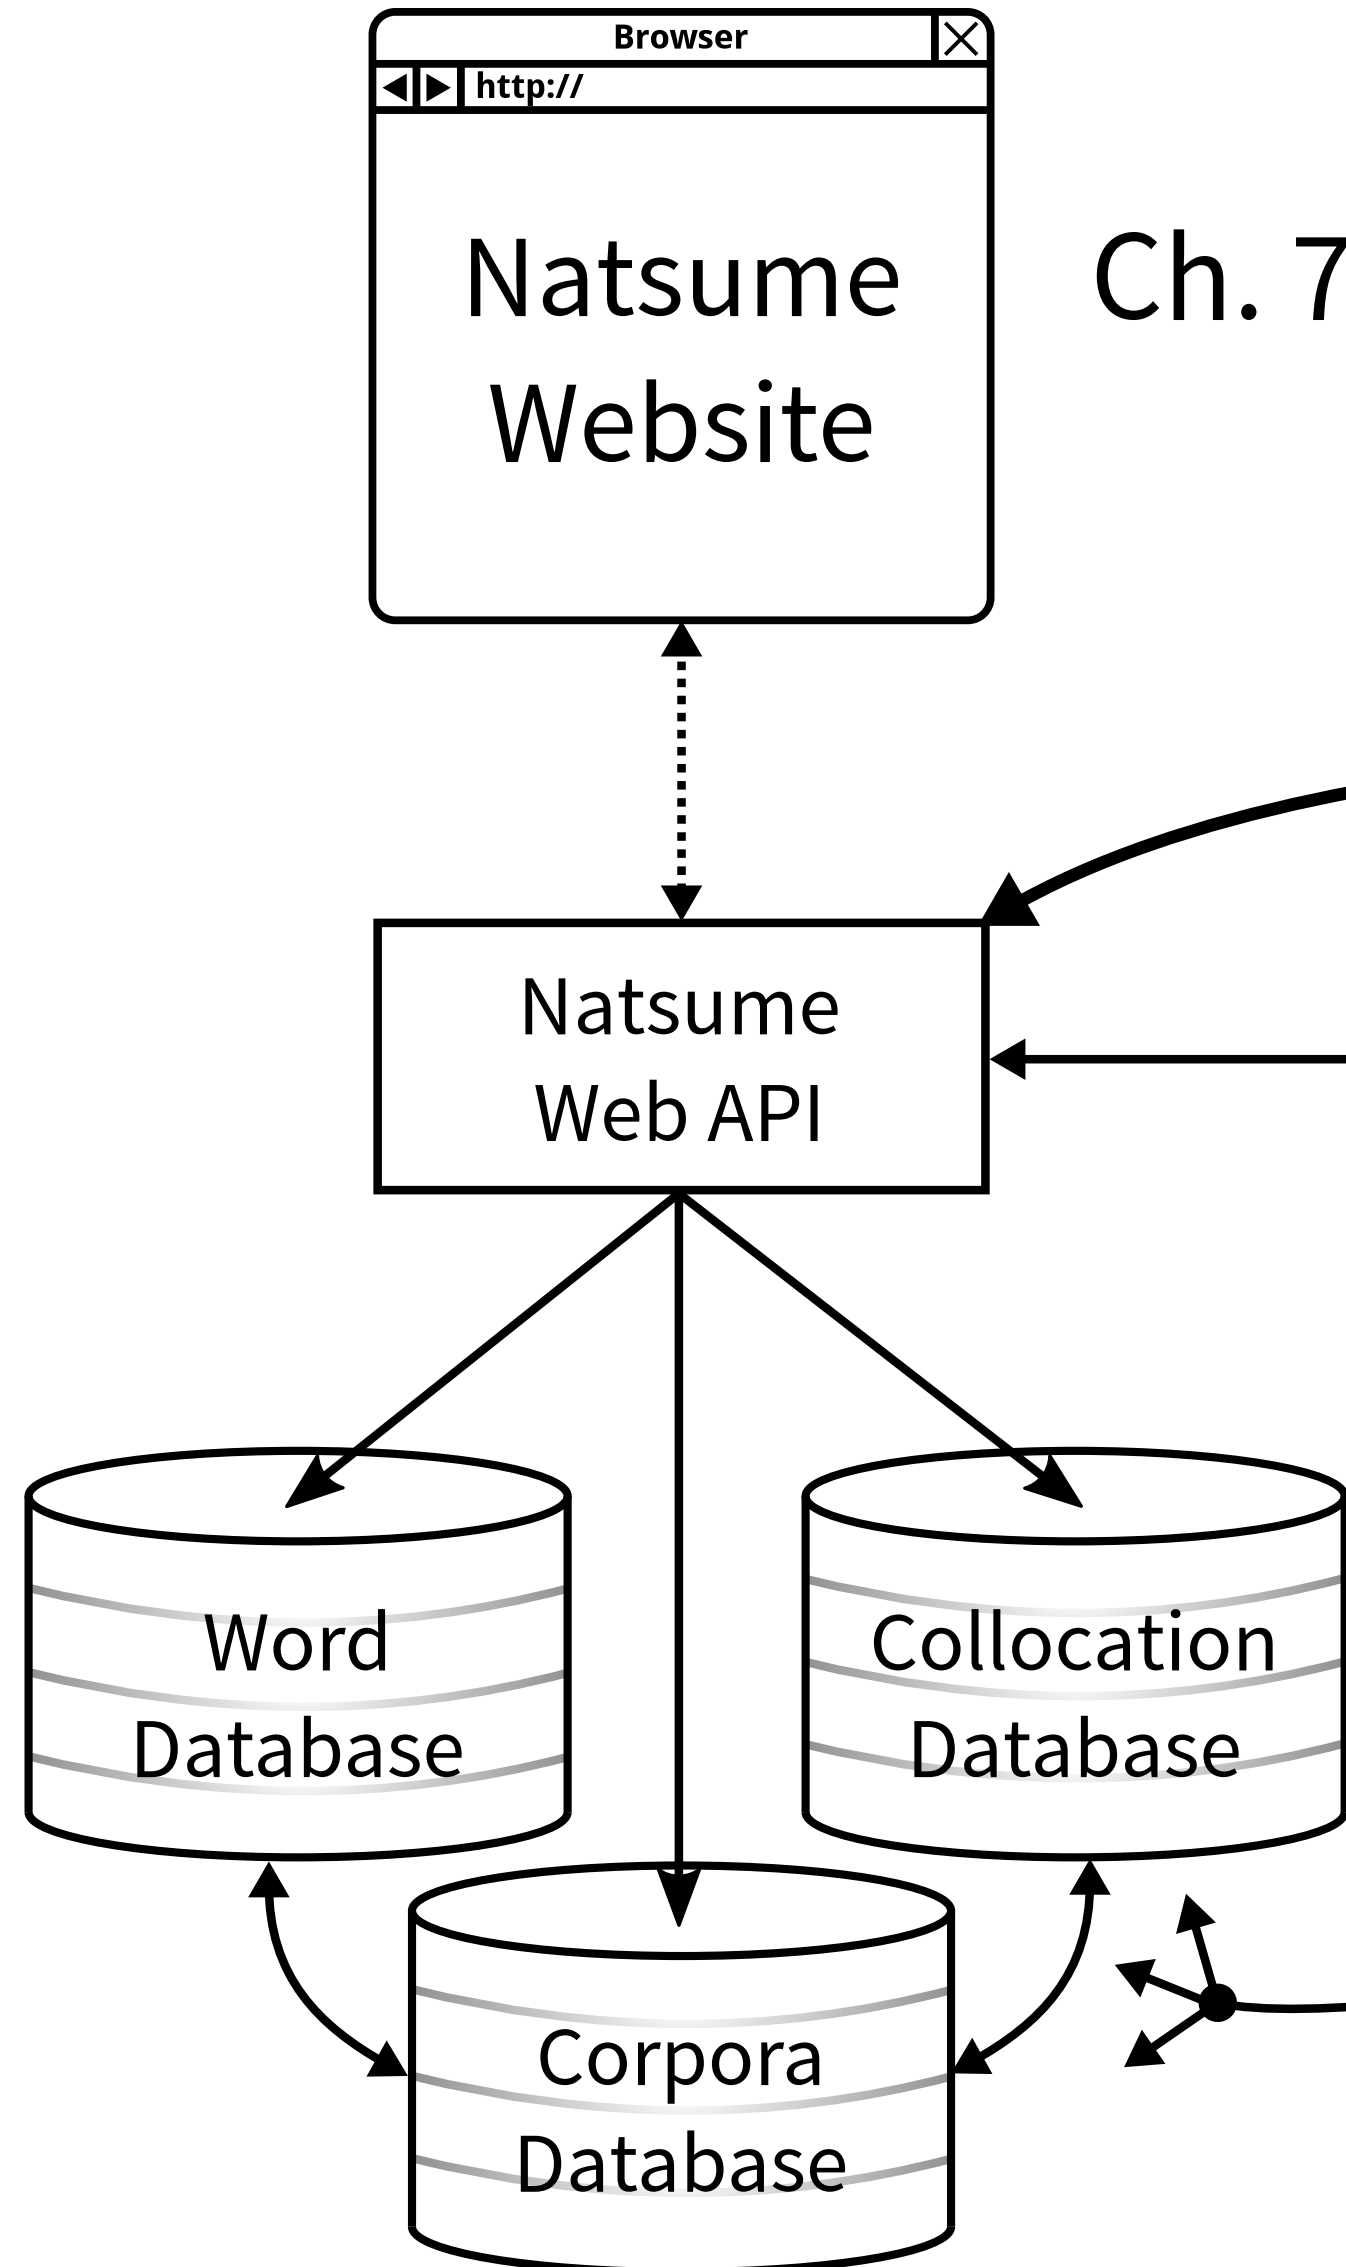 Browser
http://
Natsume
Website
Ch. 7
Natsume
Web API
Word
Database
Collocation
Database
Corpora
Database